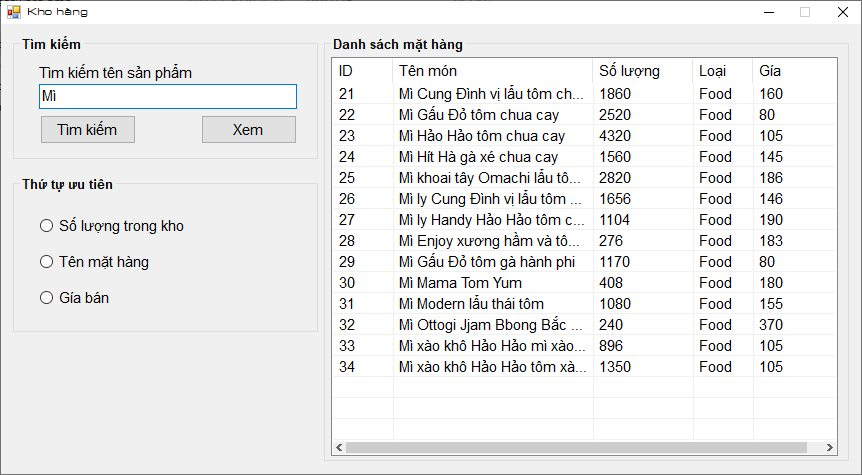 Kho hàng
Tìm kiếm
Tìm kiếm tên sản phẩm
Mì
Tìm kiếm Xem
Thứ tự ưu tiên
Số lượng trong kho
Tên mặt hàng
Gía bán
Danh sách mặt hàng
ID Tên món Số lượng Loại Gía
21 Mì Cung Đình vị lẩu tôm ch... 1860 Food 160
22 Mì Gấu Đỏ tôm chua cay 2520 Food 80
23 Mì Hảo Hảo tôm chua cay 4320 Food 105
24 Mì Hít Hà gà xé chua cay 1560 Food 145
25 Mì khoai tây Omachi lẩu tô... 2820 Food 186
26 Mì ly Cung Đình vị lẩu tôm ... 1656 Food 146
27 Mì ly Handy Hảo Hảo tôm c... 1104 Food 190
28 Mì Enjoy xương hầm và tô... 276 Food 183
29 Mì Gấu Đỏ tôm gà hành phi 1170 Food 80
30 Mì Mama Tom Yum 408 Food 180
31 Mì Modern lẩu thái tôm 1080 Food 155
32 Mì Ottogi Jjam Bbong Bắc ... 240 Food 370
33 Mì xào khô Hảo Hảo mì xào... 896 Food 105
34 Mì xào khô Hảo Hảo tôm xà... 1350 Food 105